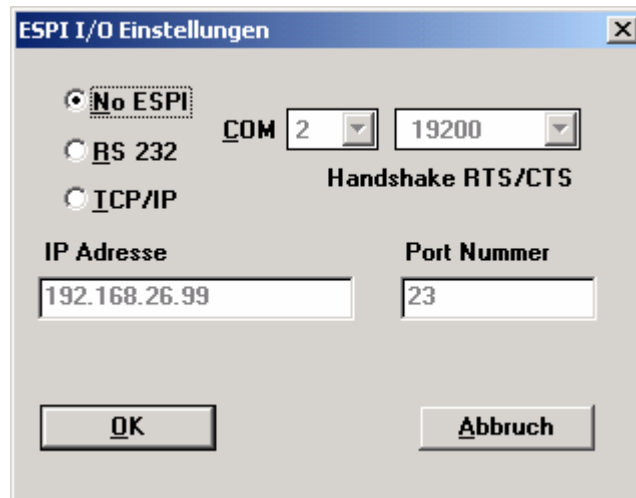 ESPI I/O Einstellungen
No ESPI
RS 232
TCP/IP
COM 2 19200
Handshake RTS/CTS
IP Adresse
Port Nummer
192.168.26.99
23
OK
Abbruch